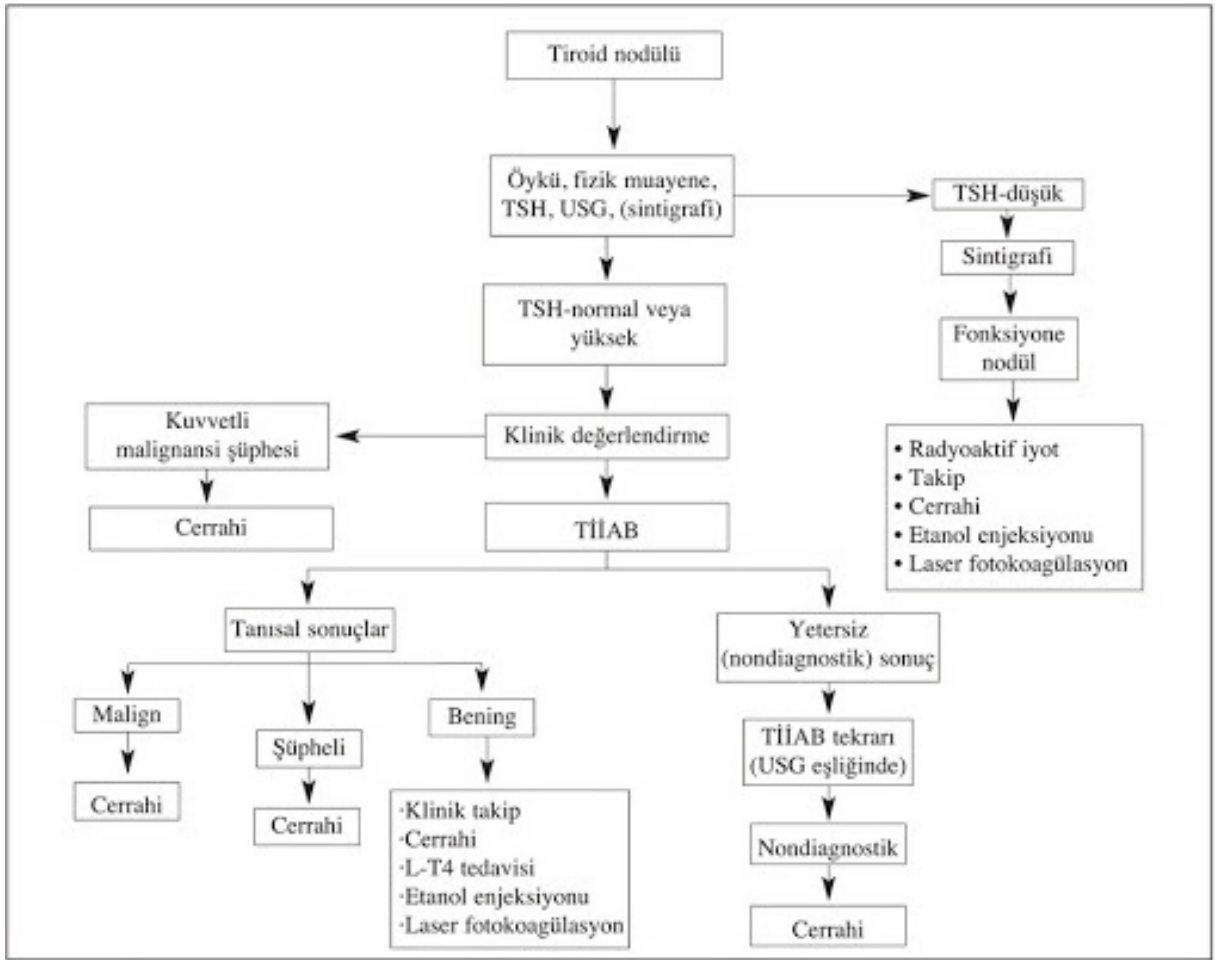 Tiroid nodülü
Öykü, fizik muayene,
TSH, USG, (sintigrafi)
TSH-düşük
Sintigrafi
Fonksiyone
nodül
• Radyoaktif iyot
• Takip
• Cerrahi
• Etanol enjeksiyonu
• Laser fotokoagülasyon
TSH-normal veya
yüksek
Klinik değerlendirme
Kuvvetli
malignansi şüphesi
Cerrahi
TİİAB
Tanısal sonuçlar
Malign
Cerrahi
Şüpheli
Cerrahi
Bening
·Klinik takip
·Cerrahi
·L-T4 tedavisi
·Etanol enjeksiyonu
·Laser fotokoagülasyon
Yetersiz
(nondiagnostik) sonuç
TİİAB tekrarı
(USG eşliğinde)
Nondiagnostik
Cerrahi